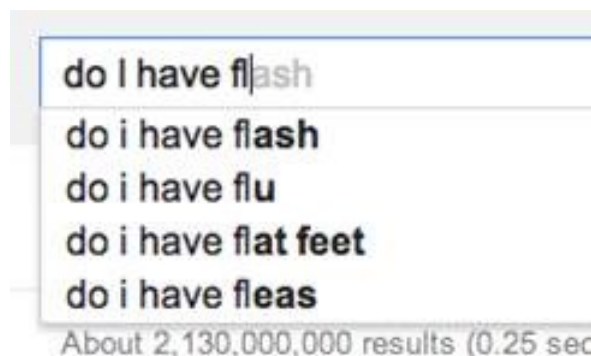 do I have flash
do i have flash
do i have flu
do i have flat feet
do i have fleas
About 2,130,000,000 results (0.25 sec